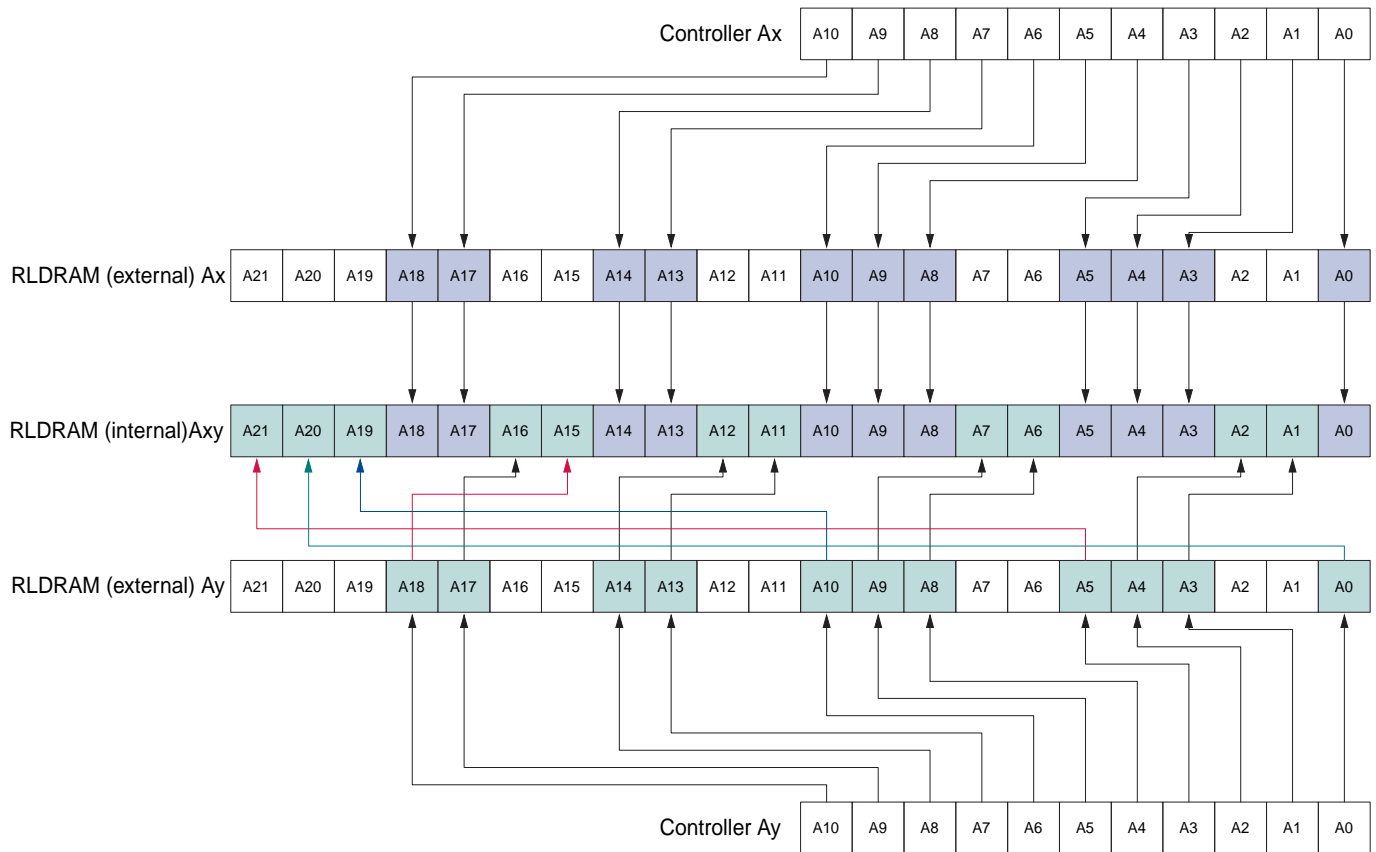 Controller Ax A10 A9 A8 A7 A6 A5 A4 A3 A2 A1 A0
RLDRAM (external) Ax A21 A20 A19 A18 A17 A16 A15 A14 A13 A12 A11 A10 A9 A8 A7 A6 A5 A4 A3 A2 A1 A0
RLDRAM (internal)Axy A21 A20 A19 A18 A17 A16 A15 A14 A13 A12 A11 A10 A9 A8 A7 A6 A5 A4 A3 A2 A1 A0
RLDRAM (external) Ay A21 A20 A19 A18 A17 A16 A15 A14 A13 A12 A11 A10 A9 A8 A7 A6 A5 A4 A3 A2 A1 A0
Controller Ay A10 A9 A8 A7 A6 A5 A4 A3 A2 A1 A0